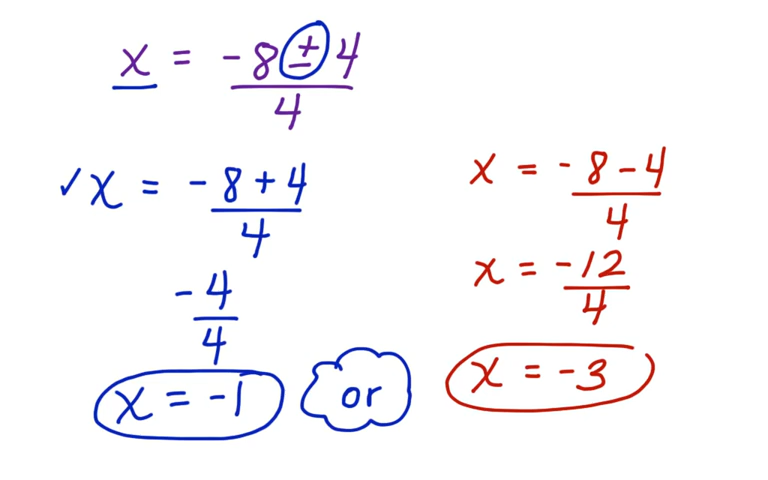 x = -8 ± 4
4
✓ x = -8 + 4
4
-4
4
x = -1
or
x = -8 - 4
4
x = -12
4
x = -3